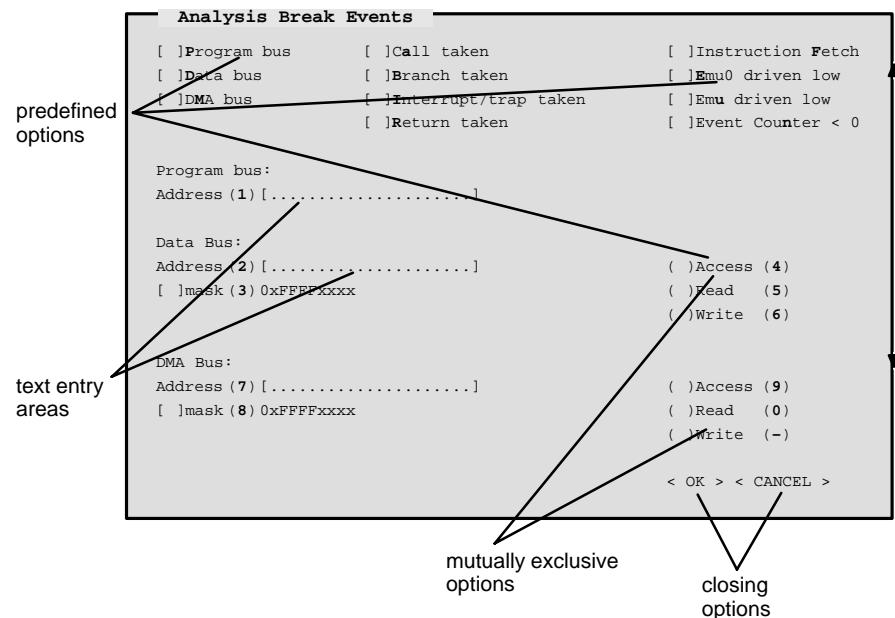 Analysis Break Events
[ ]Program bus [ ]Call taken [ ]Instruction Fetch
[ ]Data bus [ ]Branch taken [ ]Emu0 driven low
[ ]DMA bus [ ]Interrupt/trap taken [ ]Emu driven low
[ ]Return taken [ ]Event Counter < 0
predefined
options
Program bus:
Address (1) [.....................]
Data Bus:
Address (2) [.....................] ( )Access (4)
[ ]mask (3) 0xFFFFxxxx ( )Read (5)
( )Write (6)
DMA Bus:
Address (7) [.....................] ( )Access (9)
[ ]mask (8) 0xFFFFxxxx ( )Read (0)
( )Write (–)
text entry
areas
< OK > < CANCEL >
mutually exclusive
options
closing
options